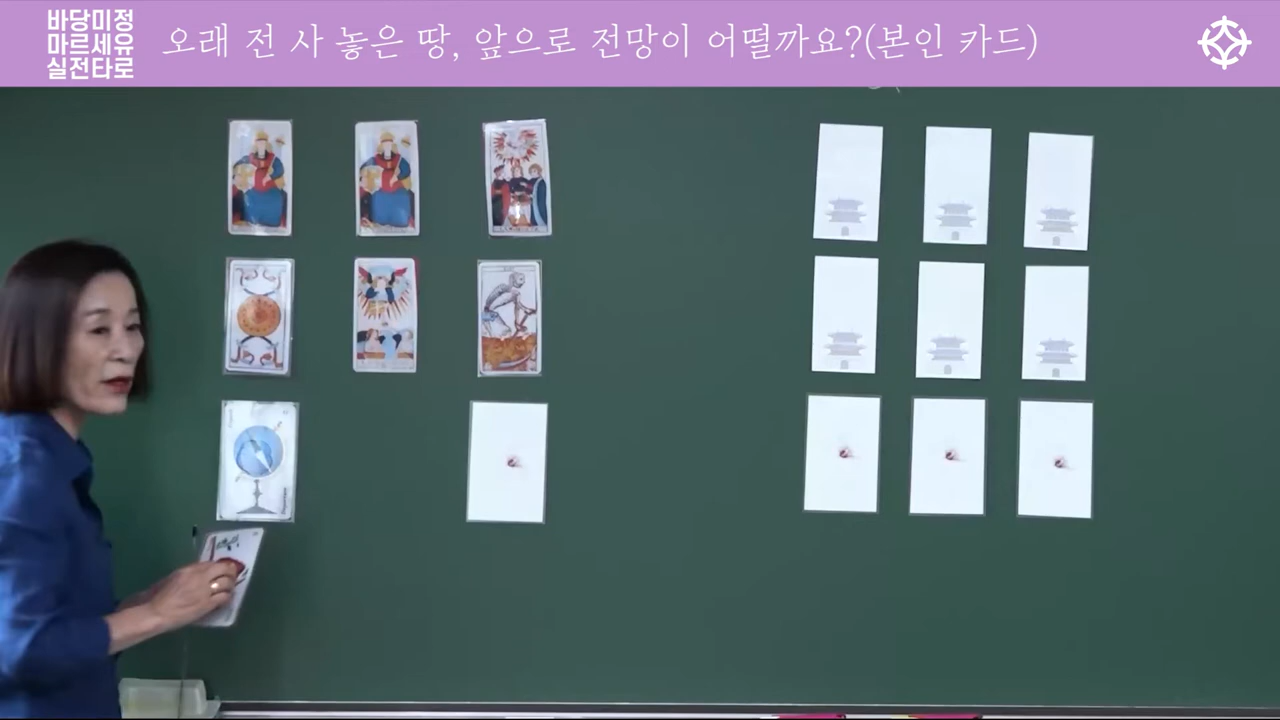 바당미정
마르세유
실전타로
오래 전 사 놓은 땅, 앞으로 전망이 어떨까요?(본인 카드)